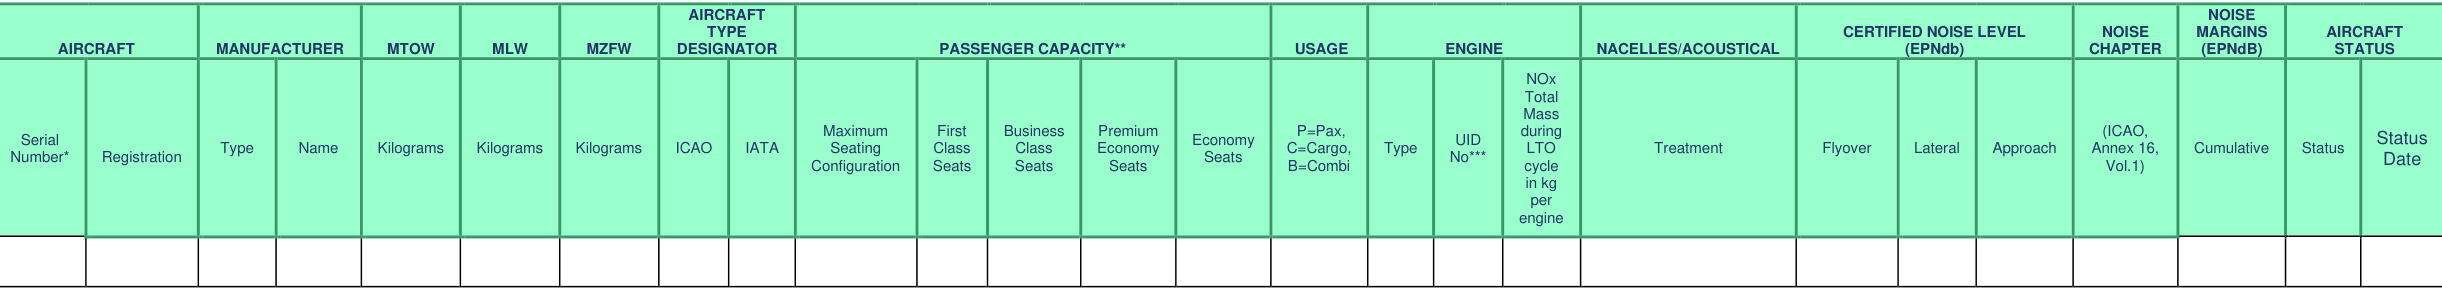 AIRCRAFT
MANUFACTURER
MTOW
MLW
MZFW
AIRCRAFT
TYPE
DESIGNATOR
PASSENGER CAPACITY**
USAGE
ENGINE
NACELLES/ACOUSTICAL
CERTIFIED NOISE LEVEL
(EPNdb)
NOISE
CHAPTER
NOISE
MARGINS
(EPNdB)
AIRCRAFT
STATUS
Serial
Number*
Registration
Type
Name
Kilograms
Kilograms
Kilograms
ICAO
IATA
Maximum
Seating
Configuration
First
Class
Seats
Business
Class
Seats
Premium
Economy
Seats
Economy
Seats
P=Pax,
C=Cargo,
B=Combi
Type
UID
No***
NOx
Total
Mass
during
LTO
cycle
in kg
per
engine
Treatment
Flyover
Lateral
Approach
(ICAO,
Annex 16,
Vol.1)
Cumulative
Status
Status
Date